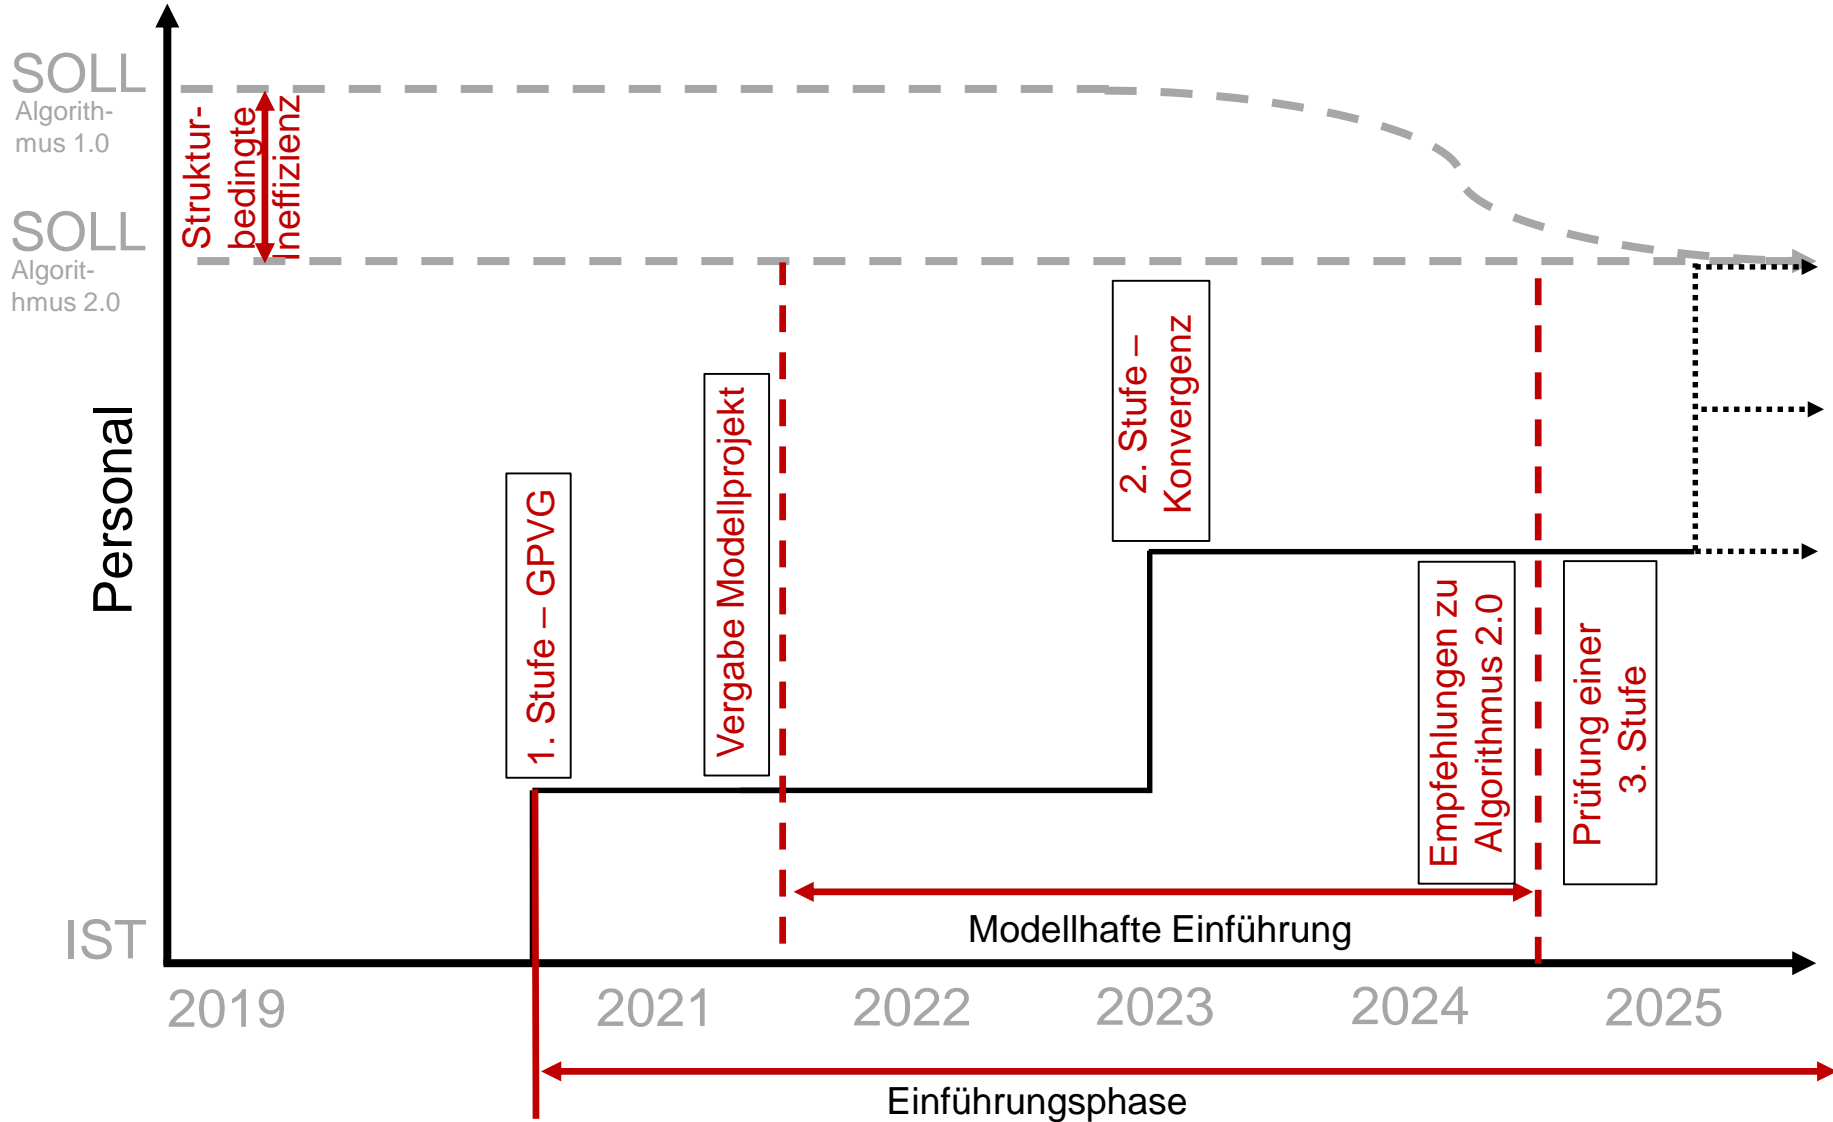 SOLL
Algorith-
mus 1.0
SOLL
Algorit-
hmus 2.0
Struktur-
bedingte
Ineffizienz
Personal
IST
1. Stufe – GPVG
Vergabe Modellprojekt
2. Stufe –
Konvergenz
Empfehlungen zu
Algorithmus 2.0
Prüfung einer
3. Stufe
Modellhafte Einführung
2019
2021
2022
2023
2024
2025
Einführungsphase